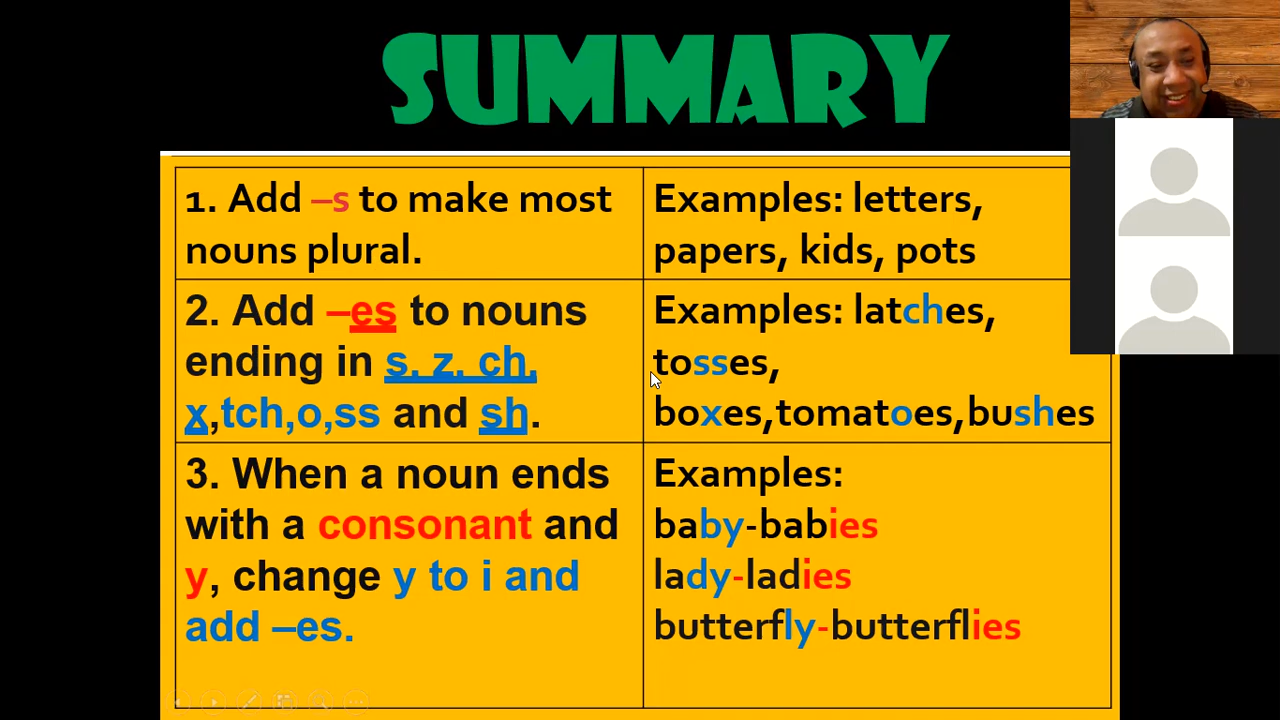 SUMMARY
1. Add –s to make most
nouns plural.
Examples: letters,
papers, kids, pots
2. Add –es to nouns
ending in s, z, ch,
x,tch,o,ss and sh.
Examples: latches,
tosses,
boxes,tomatoes,bushes
3. When a noun ends
with a consonant and
y, change y to i and
add –es.
Examples:
baby-babies
lady-ladies
butterfly-butterflies